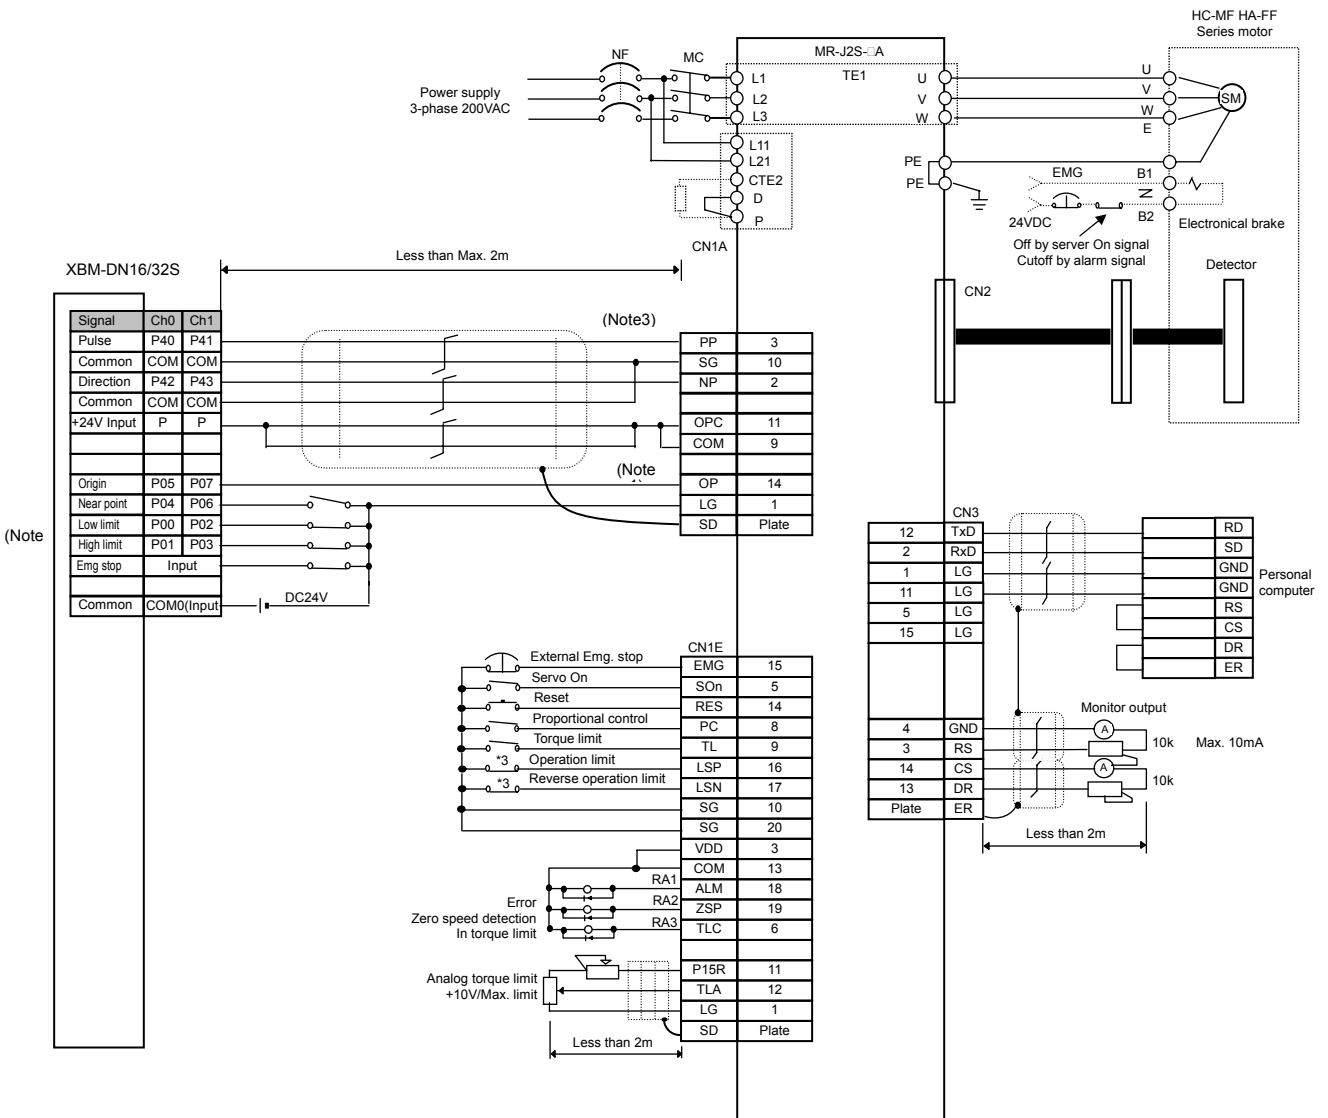 HC-MF HA-FF
Series motor
MR-J2S-□A
TE1
NF
MC
Power supply
3-phase 200VAC
L1
L2
L3
U
V
W
U
V
W
E
SM
L11
L21
CTE2
D
P
PE
PE
EMG
B1
24VDC
B2
Electronical brake
Off by server On signal
Cutoff by alarm signal
CN1A
Less than Max. 2m
XBM-DN16/32S
CN2
Detector
(Note3)
Signal Ch0 Ch1
Pulse P40 P41
Common COM COM
Direction P42 P43
Common COM COM
+24V Input P P
Origin P05 P07
Near point P04 P06
Low limit P00 P02
High limit P01 P03
Emg stop Input
Common COM0(Input
(Note
DC24V
(Note
PP 3
SG 10
NP 2
OPC 11
COM 9
OP 14
LG 1
SD Plate
CN3
12 TxD
2 RxD
1 LG
11 LG
5 LG
15 LG
4 GND
3 RS
14 CS
13 DR
Plate ER
RD
SD
GND
GND
RS
CS
DR
ER
Personal
computer
Monitor output
A
10k
Max. 10mA
A
10k
Less than 2m
CN1E
External Emg. stop
Servo On
Reset
Proportional control
Torque limit
*3 Operation limit
*3 Reverse operation limit
EMG 15
SOn 5
RES 14
PC 8
TL 9
LSP 16
LSN 17
SG 10
SG 20
VDD 3
COM 13
ALM 18
ZSP 19
TLC 6
P15R 11
TLA 12
LG 1
SD Plate
RA1
RA2
RA3
Error
Zero speed detection
In torque limit
Analog torque limit
+10V/Max. limit
Less than 2m